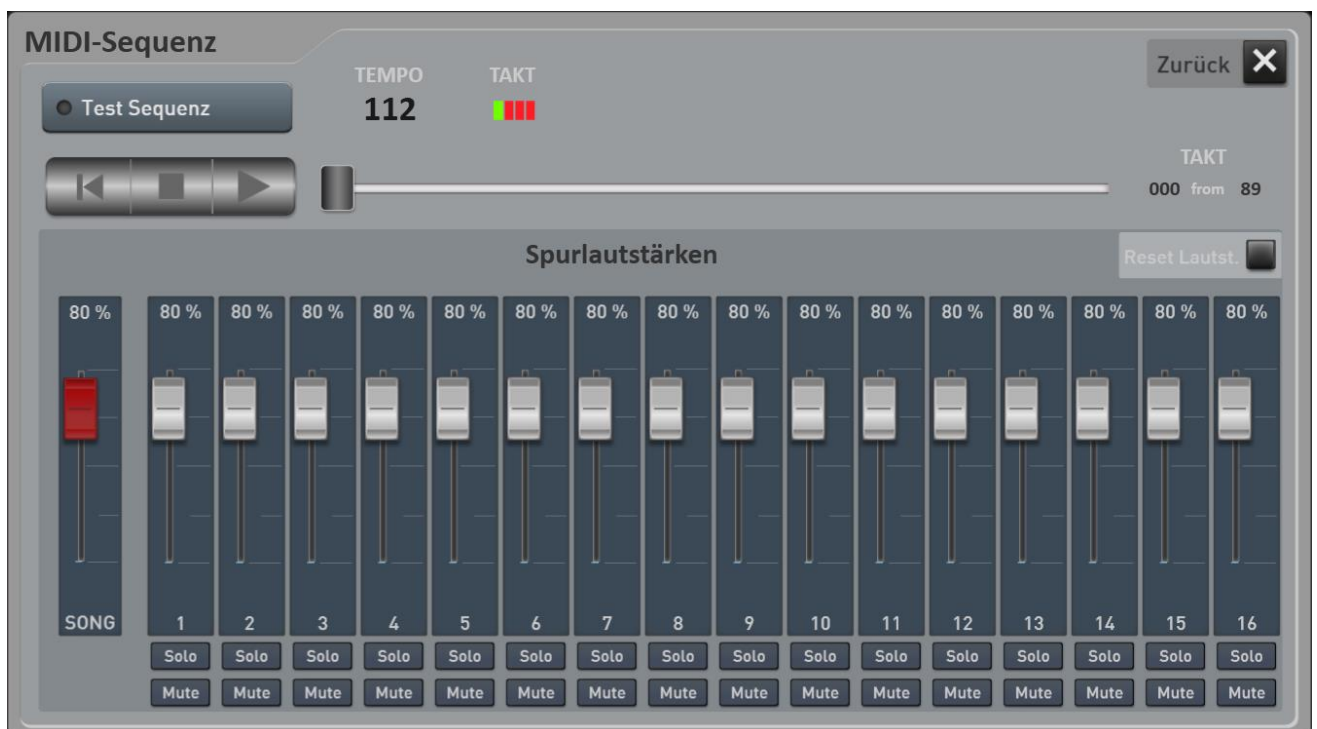 MIDI-Sequenz
Zurück
TEMPO TAKT
Test Sequenz
112
TAKT
000 from 89
Spurlautstärken
Reset Lautst.
80 % 80 % 80 % 80 % 80 % 80 % 80 % 80 % 80 % 80 % 80 % 80 % 80 % 80 % 80 % 80 % 80 %
SONG 1 2 3 4 5 6 7 8 9 10 11 12 13 14 15 16
Solo Solo Solo Solo Solo Solo Solo Solo Solo Solo Solo Solo Solo Solo Solo Solo
Mute Mute Mute Mute Mute Mute Mute Mute Mute Mute Mute Mute Mute Mute Mute Mute